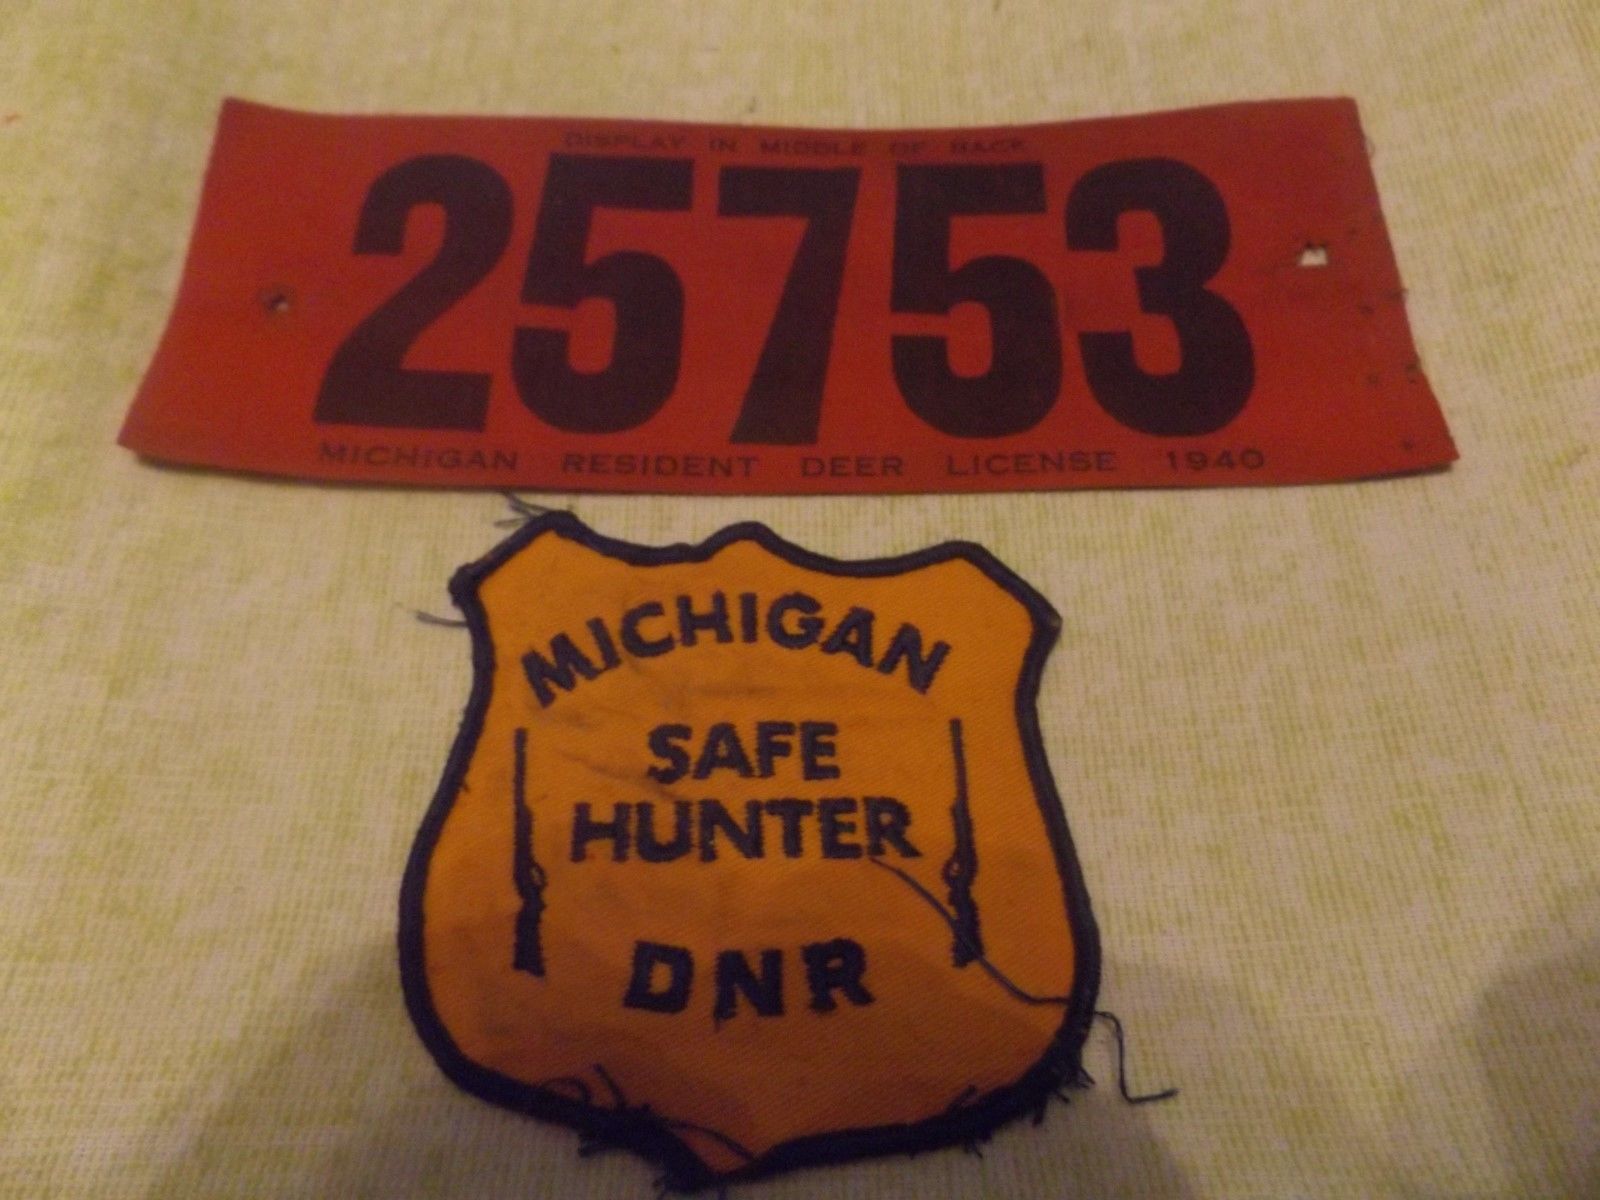 DISPLAY IN MIDDLE OF BACK
25753
MICHIGAN RESIDENT DEER LICENSE 1940
MICHIGAN
SAFE
HUNTER
DNR